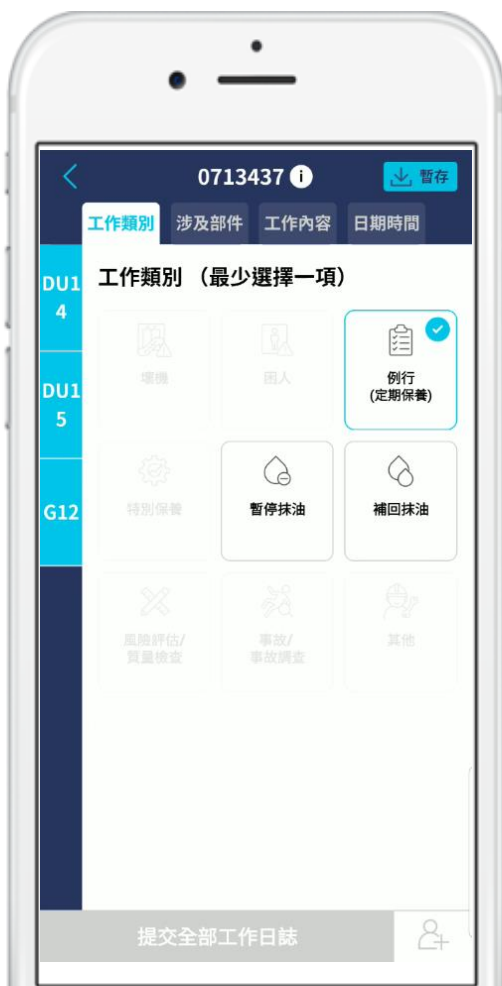 0713437
暫存
工作類別 涉及部件 工作內容 日期時間
DU1
4
DU1
5
G12
工作類別 (最少選擇一項)
壞機
困人
例行
(定期保養)
特別保養
暫停抹油
補回抹油
風險評估/
質量檢查
事故/
事故調查
其他
提交全部工作日誌